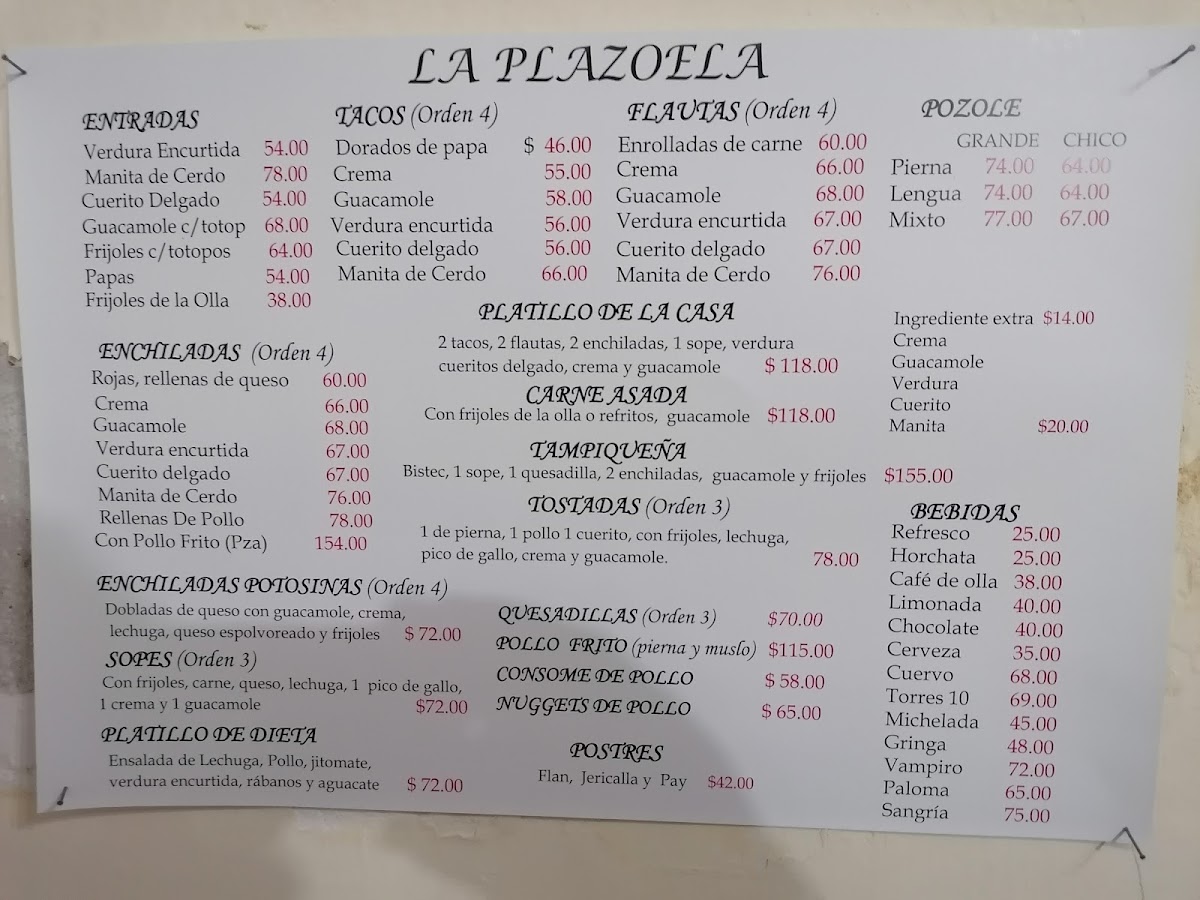 LA PLAZOELA
ENTRADAS
Verdura Encurtida 54.00
Manita de Cerdo 78.00
Cuerito Delgado 54.00
Guacamole c/totop 68.00
Frijoles c/totopos 64.00
Papas 54.00
Frijoles de la Olla 38.00
TACOS (Orden 4)
Dorados de papa $ 46.00
Crema 55.00
Guacamole 58.00
Verdura encurtida 56.00
Cuerito delgado 56.00
Manita de Cerdo 66.00
FLAUTAS (Orden 4)
Enrolladas de carne 60.00
Crema 66.00
Guacamole 68.00
Verdura encurtida 67.00
Cuerito delgado 67.00
Manita de Cerdo 76.00
POZOLE
GRANDE CHICO
Pierna 74.00 64.00
Lengua 74.00 64.00
Mixto 77.00 67.00
Ingrediente extra $14.00
Crema
Guacamole
Verdura
Cuerito
Manita $20.00
ENCHILADAS (Orden 4)
Rojas, rellenas de queso 60.00
Crema 66.00
Guacamole 68.00
Verdura encurtida 67.00
Cuerito delgado 67.00
Manita de Cerdo 76.00
Rellenas De Pollo 78.00
Con Pollo Frito (Pza) 154.00
PLATILLO DE LA CASA
2 tacos, 2 flautas, 2 enchiladas, 1 sope, verdura
cueritos delgado, crema y guacamole $ 118.00
CARNE ASADA
Con frijoles de la olla o refritos, guacamole $118.00
TAMPIQUEÑA
Bistec, 1 sope, 1 quesadilla, 2 enchiladas, guacamole y frijoles $155.00
TOSTADAS (Orden 3)
1 de pierna, 1 pollo 1 cuerito, con frijoles, lechuga,
pico de gallo, crema y guacamole. 78.00
ENCHILADAS POTOSINAS (Orden 4)
Dobladas de queso con guacamole, crema,
lechuga, queso espolvoreado y frijoles $ 72.00
SOPES (Orden 3)
Con frijoles, carne, queso, lechuga, 1 pico de gallo,
1 crema y 1 guacamole $72.00
PLATILLO DE DIETA
Ensalada de Lechuga, Pollo, jitomate,
verdura encurtida, rábanos y aguacate $ 72.00
QUESADILLAS (Orden 3) $70.00
POLLO FRITO (pierna y muslo) $115.00
CONSOME DE POLLO $ 58.00
NUGGETS DE POLLO $ 65.00
POSTRES
Flan, Jericalla y Pay $42.00
BEBIDAS
Refresco 25.00
Horchata 25.00
Café de olla 38.00
Limonada 40.00
Chocolate 40.00
Cerveza 35.00
Cuervo 68.00
Torres 10 69.00
Michelada 45.00
Gringa 48.00
Vampiro 72.00
Paloma 65.00
Sangría 75.00